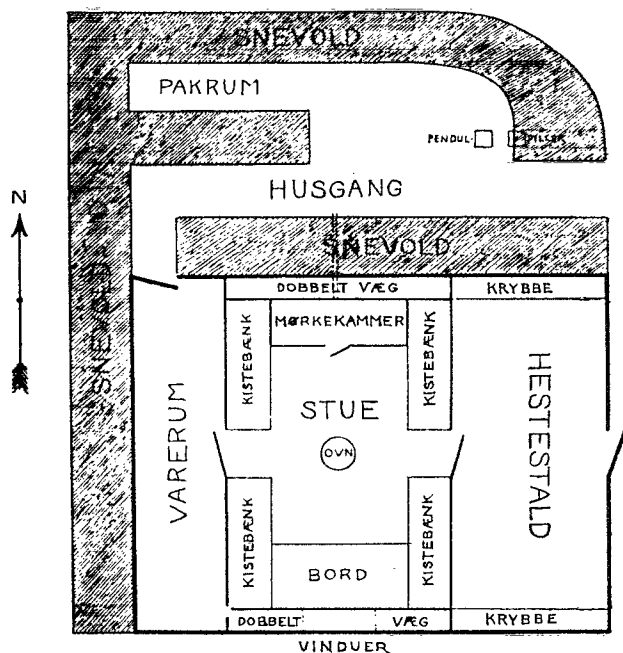 SNEVOLD
PAKRUM
PENDUL
PILLER
N
HUSGANG
SNEVOLD
SNEVOLD
DOBBELT VÆG
KRYBBE
MØRKEKAMMER
KISTEBÆNK
KISTEBÆNK
STUE
HESTESTALD
VARERUM
OVN
KISTEBÆNK
KISTEBÆNK
BORD
DOBBELT VÆG
KRYBBE
VINDUER